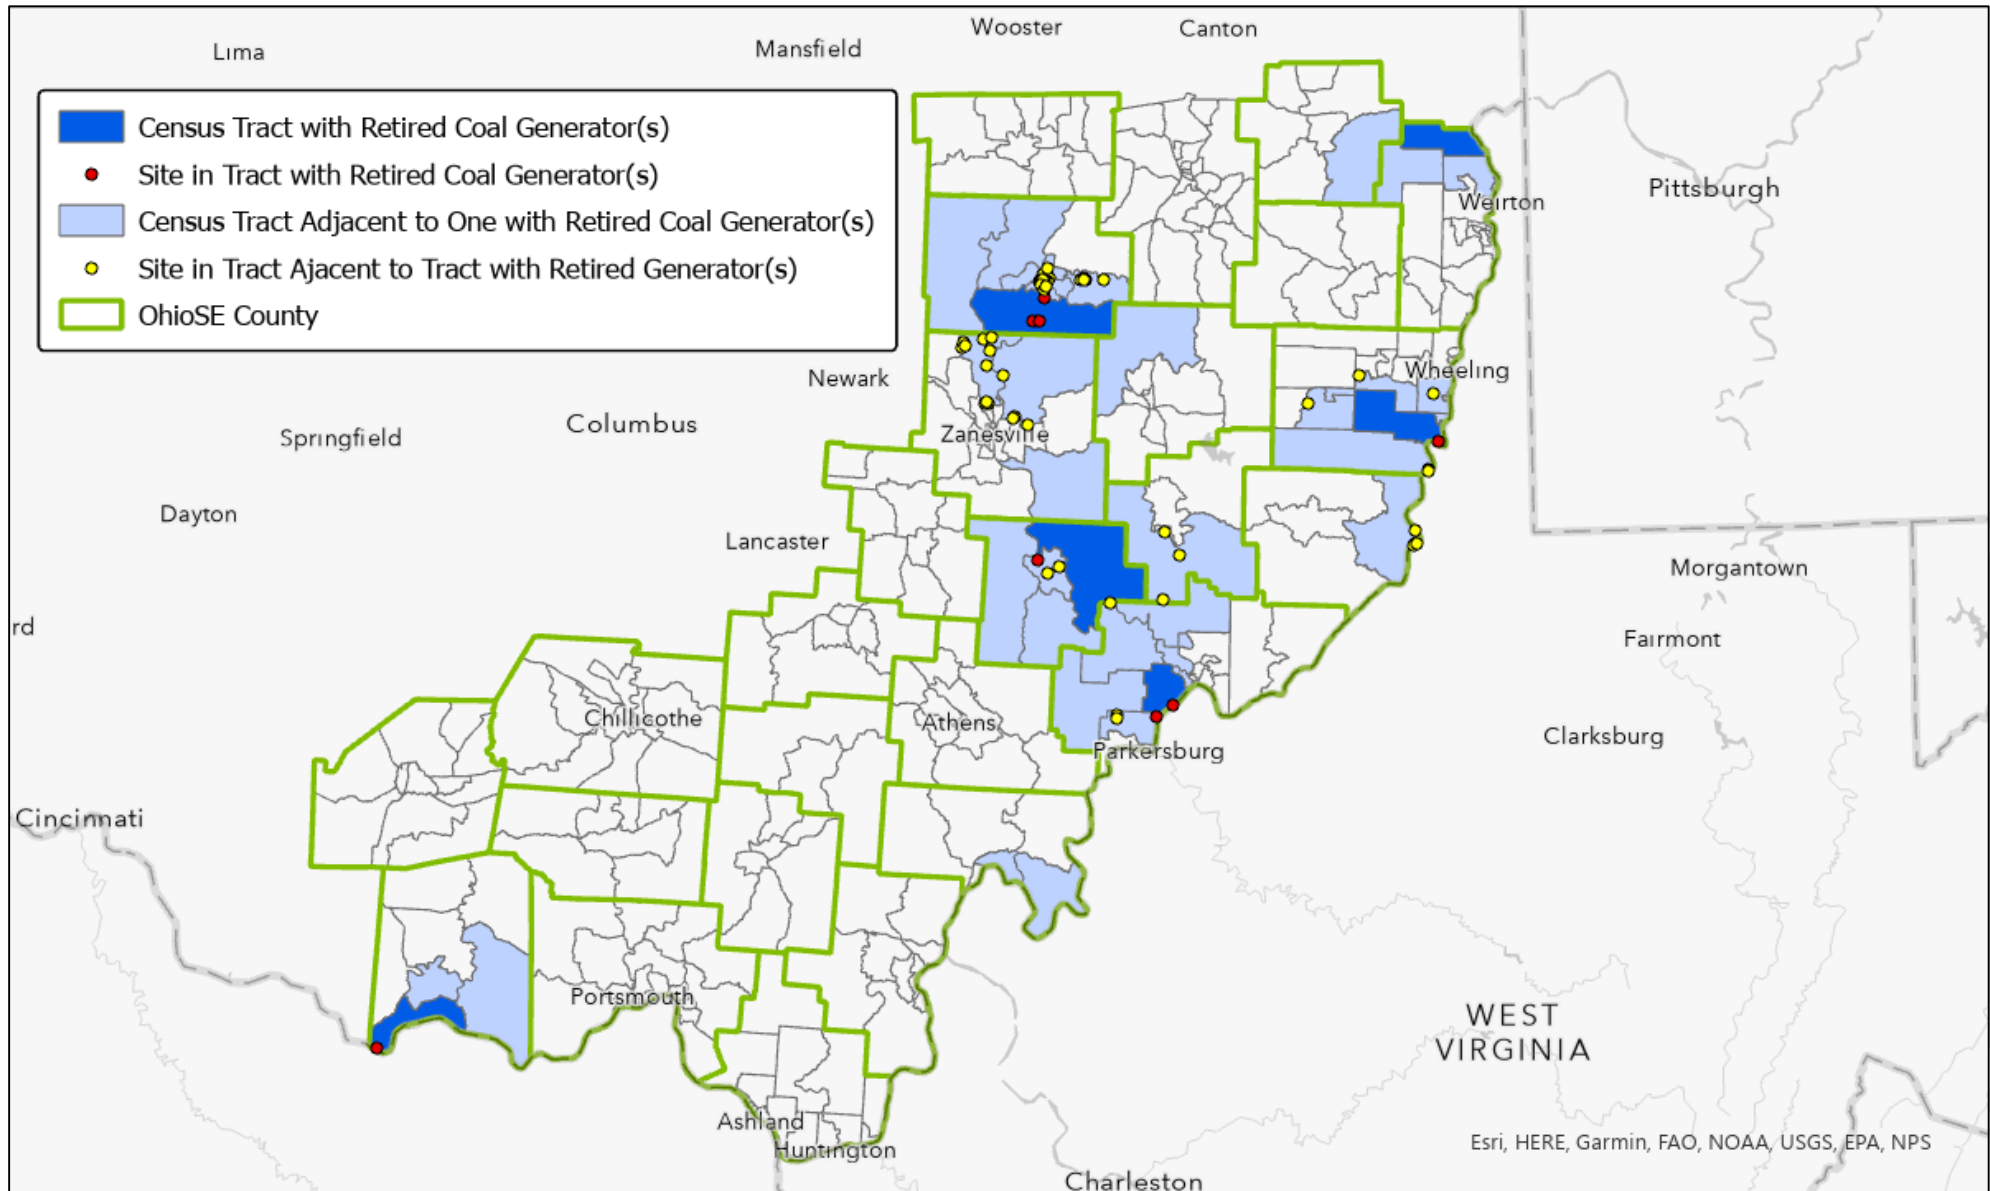 Wooster
Canton
Lima
Mansfield
Census Tract with Retired Coal Generator(s)
Site in Tract with Retired Coal Generator(s)
Census Tract Adjacent to One with Retired Coal Generator(s)
Site in Tract Ajacent to Tract with Retired Generator(s)
OhioSE County
Pittsburgh
Weirton
Newark
Wheeling
Columbus
Springfield
Zanesville
Dayton
Lancaster
Morgantown
rd
Fairmont
Chillicothe
Athens
Clarksburg
Parkersburg
Cincinnati
Portsmouth
WEST
VIRGINIA
Ashland
Huntington
Esri, HERE, Garmin, FAO, NOAA, USGS, EPA, NPS
Charleston